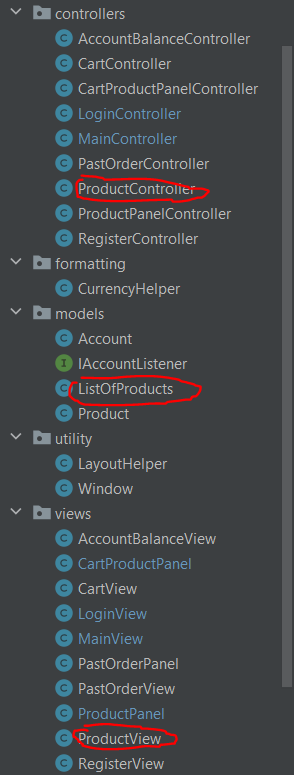 controllers
C AccountBalanceController
C CartController
C CartProductPanelController
C LoginController
C MainController
C PastOrderController
C ProductController
C ProductPanelController
C RegisterController
formatting
C CurrencyHelper
models
C Account
I IAccountListener
C ListOfProducts
C Product
utility
C LayoutHelper
C Window
views
C AccountBalanceView
C CartProductPanel
C CartView
C LoginView
C MainView
C PastOrderPanel
C PastOrderView
C ProductPanel
C ProductView
C RegisterView